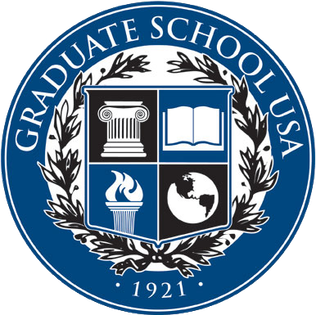 GRADUATE SCHOOL USA
· 1921 ·